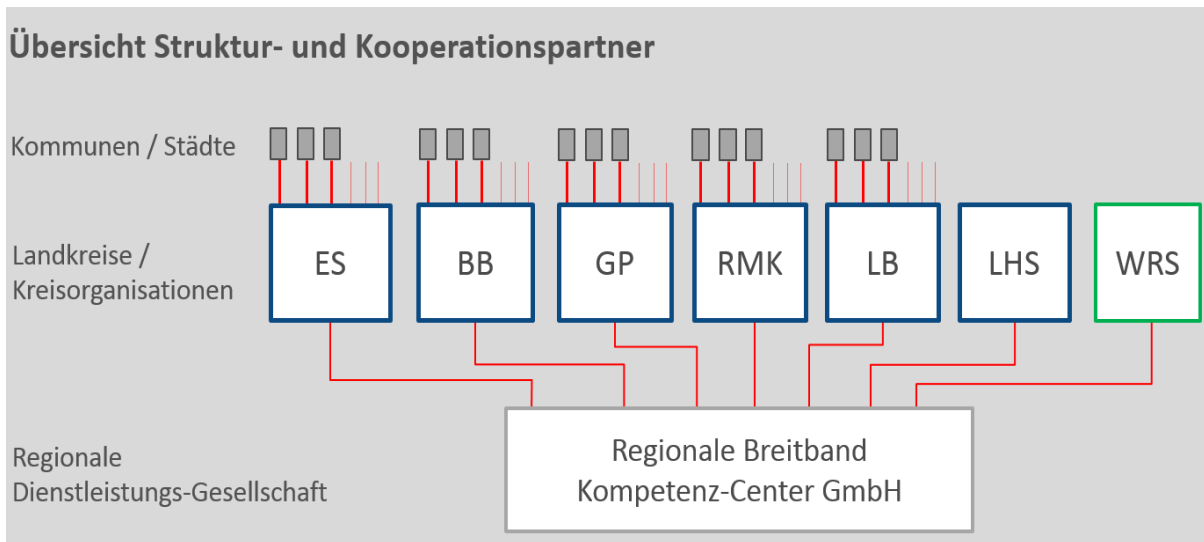 Übersicht Struktur- und Kooperationspartner
Kommunen / Städte
Landkreise /
Kreisorganisationen
ES
BB
GP
RMK
LB
LHS
WRS
Regionale
Dienstleistungs-Gesellschaft
Regionale Breitband
Kompetenz-Center GmbH